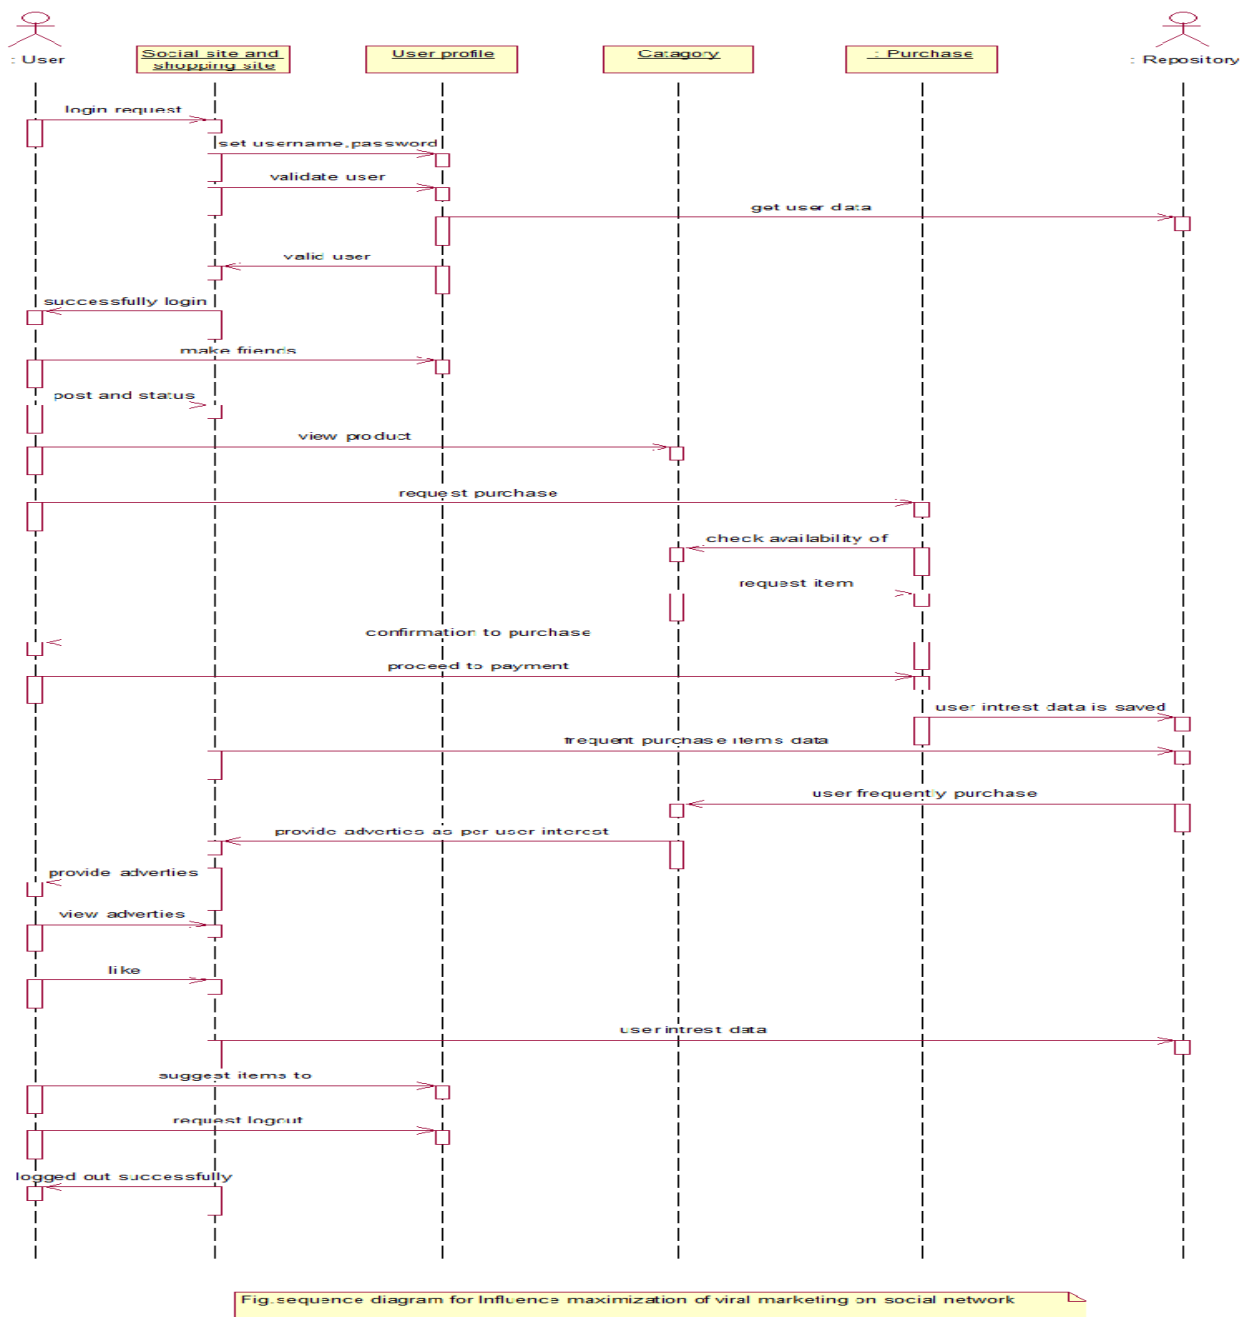 : User
Social site and
shopping site
User profile
Catagory
: Purchase
: Repository
login request
set username,password
validate user
get user data
valid user
successfully login
make friends
post and status
view product
request purchase
check availability of
request item
confirmation to purchase
proceed to payment
user intrest data is saved
frequent purchase items data
user frequently purchase
provide adverties as per user interest
provide adverties
view adverties
like
user intrest data
suggest items to
request logout
logged out successfully
Fig.sequence diagram for Influence maximization of viral marketing on social network